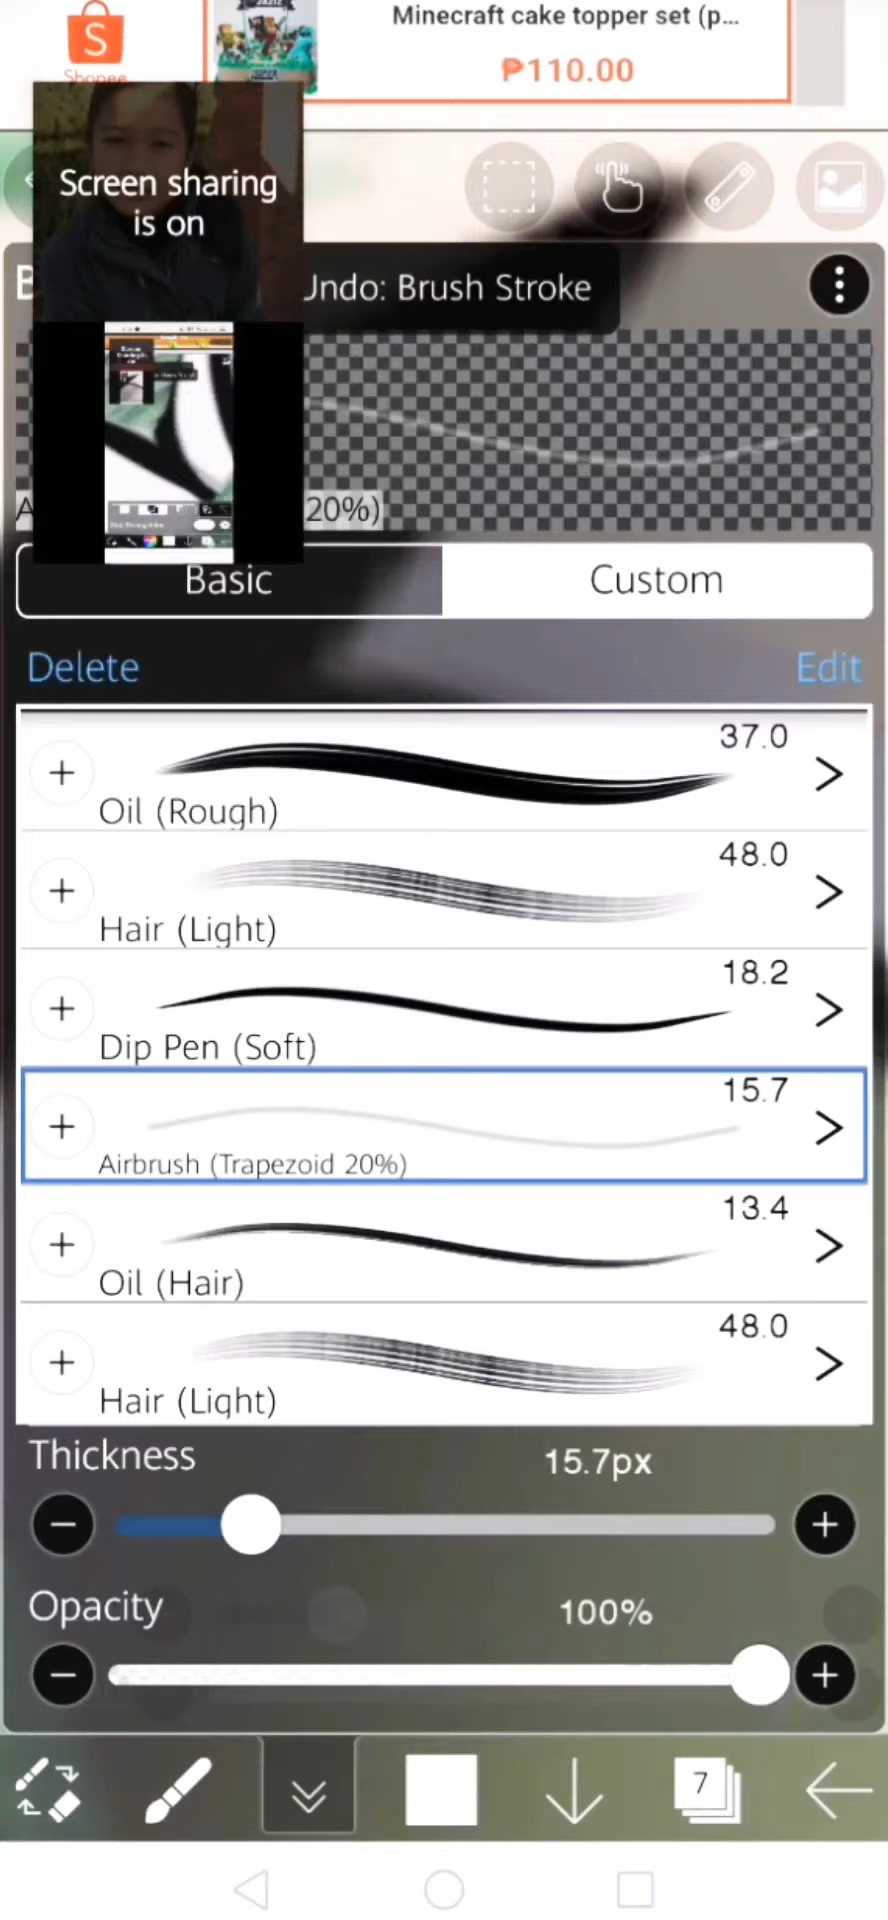 Minecraft cake topper set (p...
₱110.00
S
Shopee
Screen sharing
is on
B
Undo: Brush Stroke
A
20%)
Basic
Custom
Delete
Edit
37.0
Oil (Rough)
48.0
Hair (Light)
18.2
Dip Pen (Soft)
15.7
Airbrush (Trapezoid 20%)
13.4
Oil (Hair)
48.0
Hair (Light)
Thickness
15.7px
Opacity
100%
7